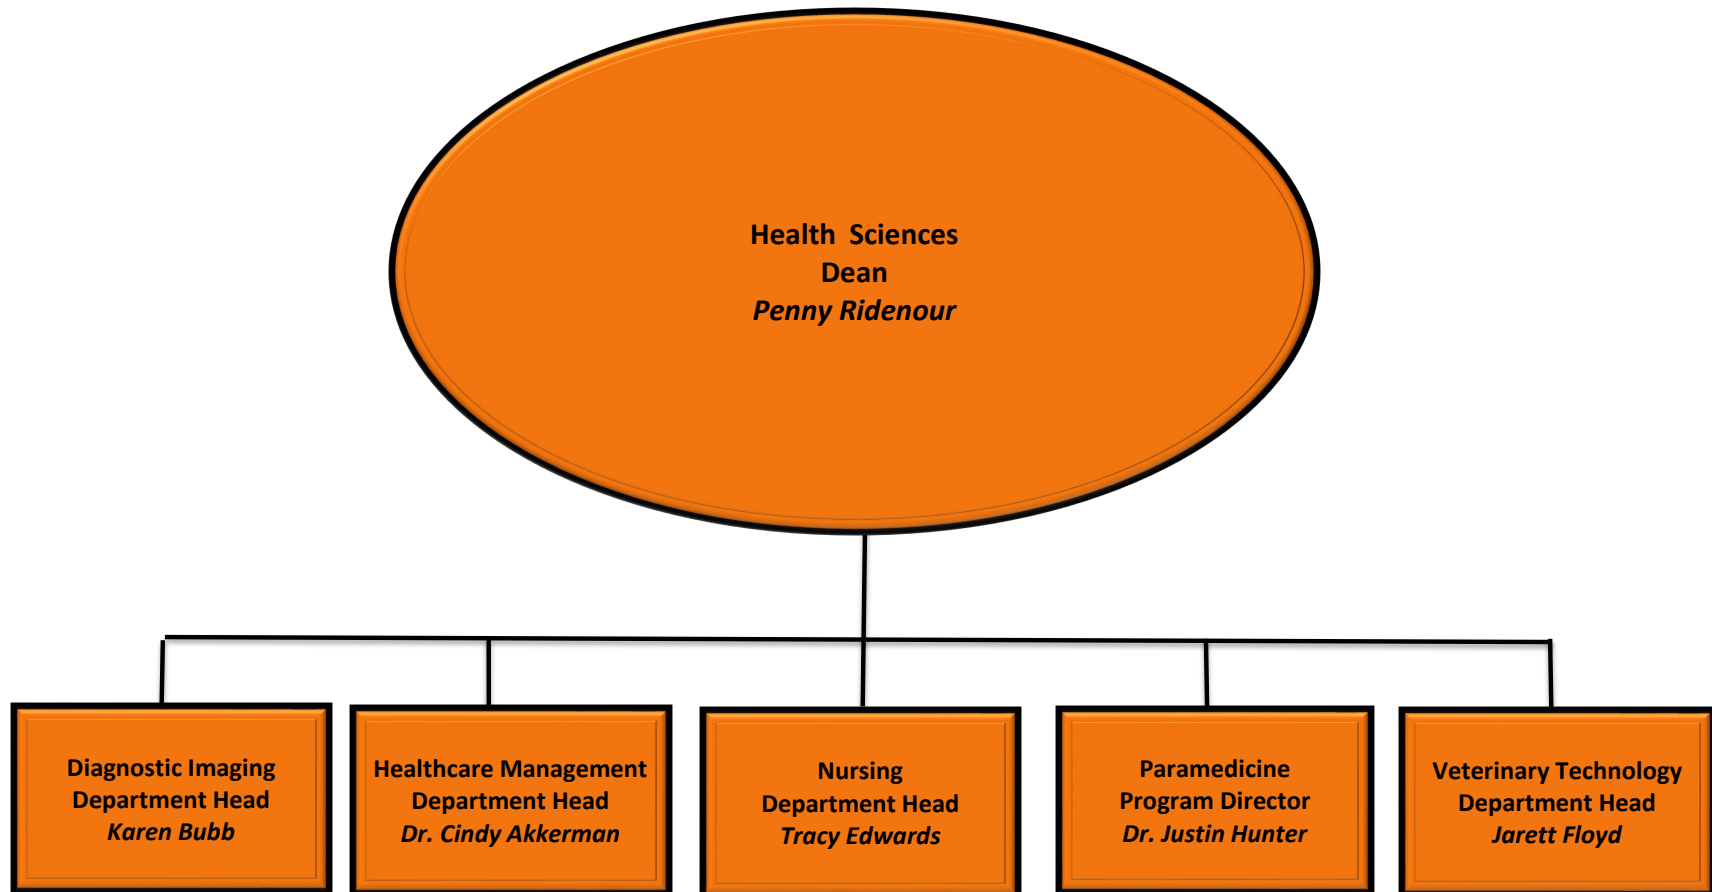 Health Sciences
Dean
Penny Ridenour
Diagnostic Imaging
Department Head
Karen Bubb
Healthcare Management
Department Head
Dr. Cindy Akkerman
Nursing
Department Head
Tracy Edwards
Paramedicine
Program Director
Dr. Justin Hunter
Veterinary Technology
Department Head
Jarett Floyd